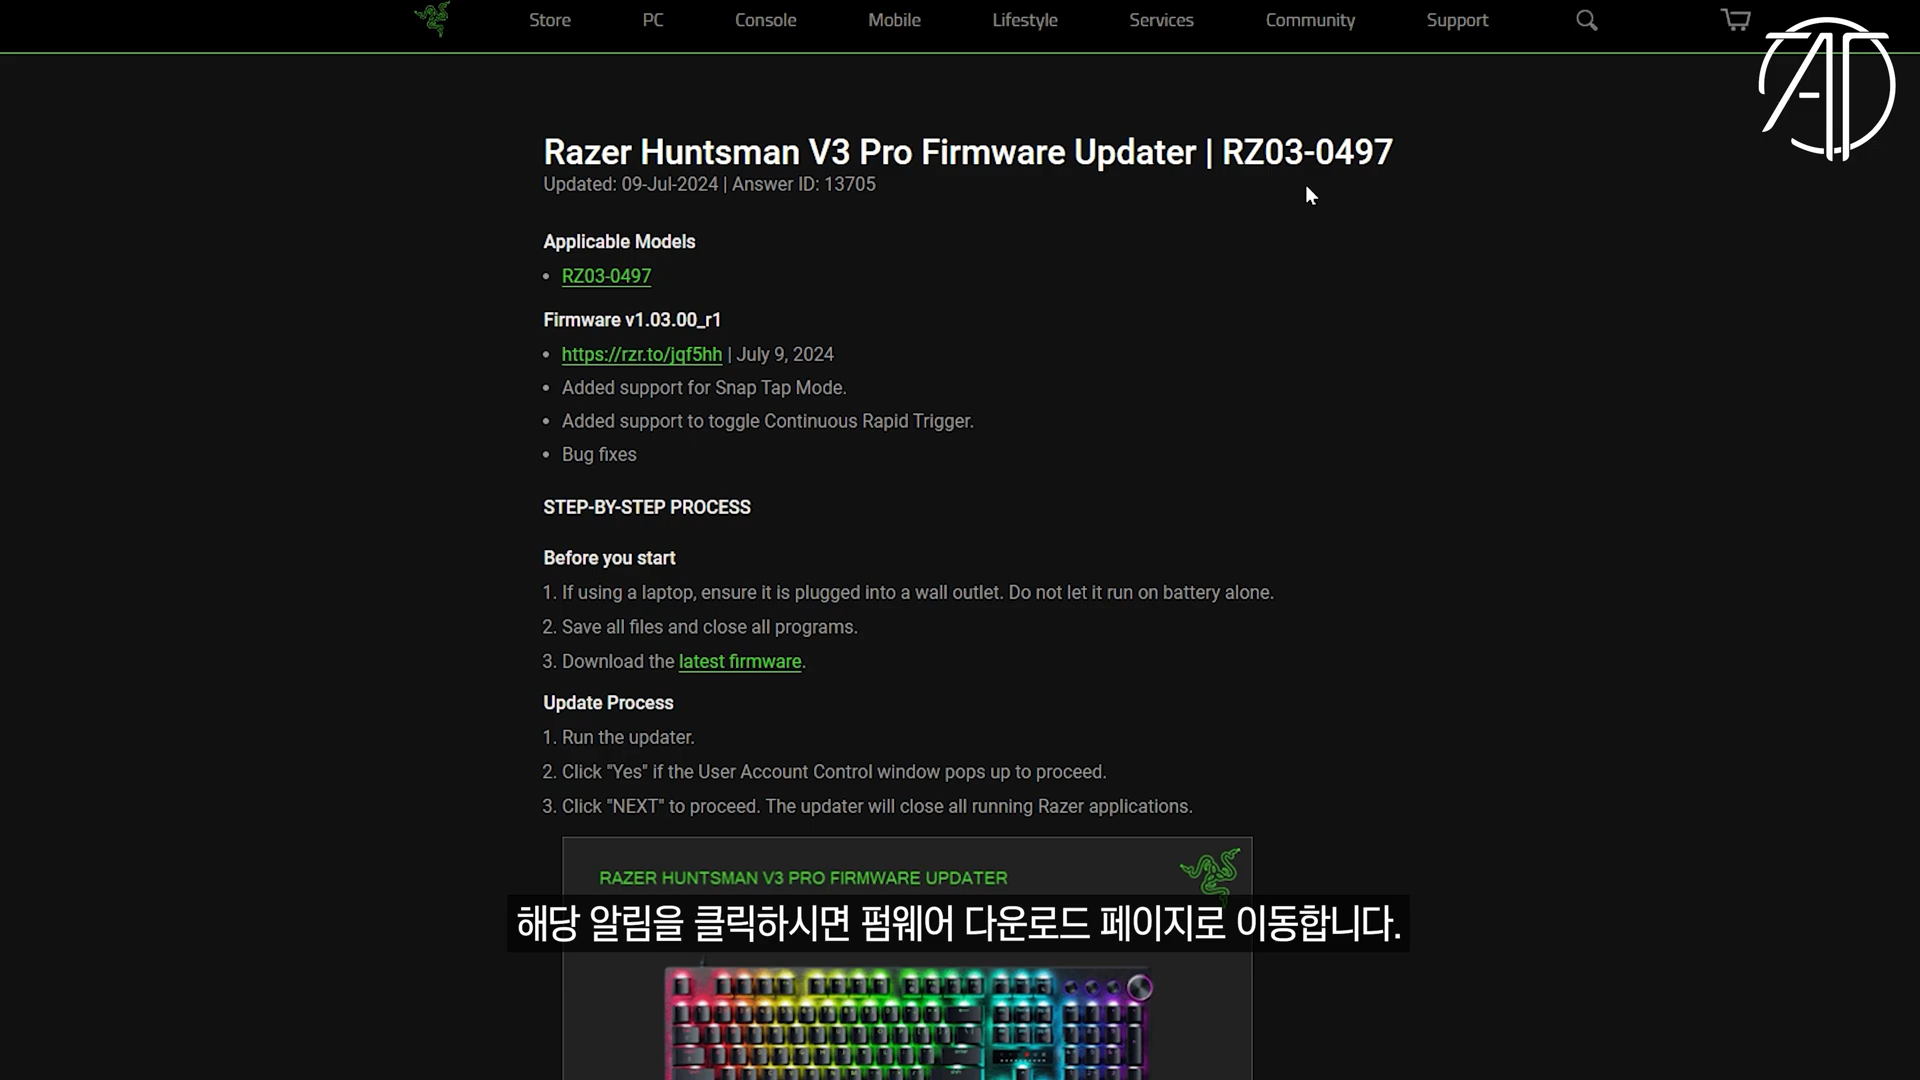 Store PC Console Mobile Lifestyle Services Community Support
Razer Huntsman V3 Pro Firmware Updater | RZ03-0497
Updated: 09-Jul-2024 | Answer ID: 13705
Applicable Models
• RZ03-0497
Firmware v1.03.00_r1
• https://rzr.to/jqf5hh | July 9, 2024
• Added support for Snap Tap Mode.
• Added support to toggle Continuous Rapid Trigger.
• Bug fixes
STEP-BY-STEP PROCESS
Before you start
1. If using a laptop, ensure it is plugged into a wall outlet. Do not let it run on battery alone.
2. Save all files and close all programs.
3. Download the latest firmware.
Update Process
1. Run the updater.
2. Click "Yes" if the User Account Control window pops up to proceed.
3. Click "NEXT" to proceed. The updater will close all running Razer applications.
RAZER HUNTSMAN V3 PRO FIRMWARE UPDATER
해당 알림을 클릭하시면 펌웨어 다운로드 페이지로 이동합니다.